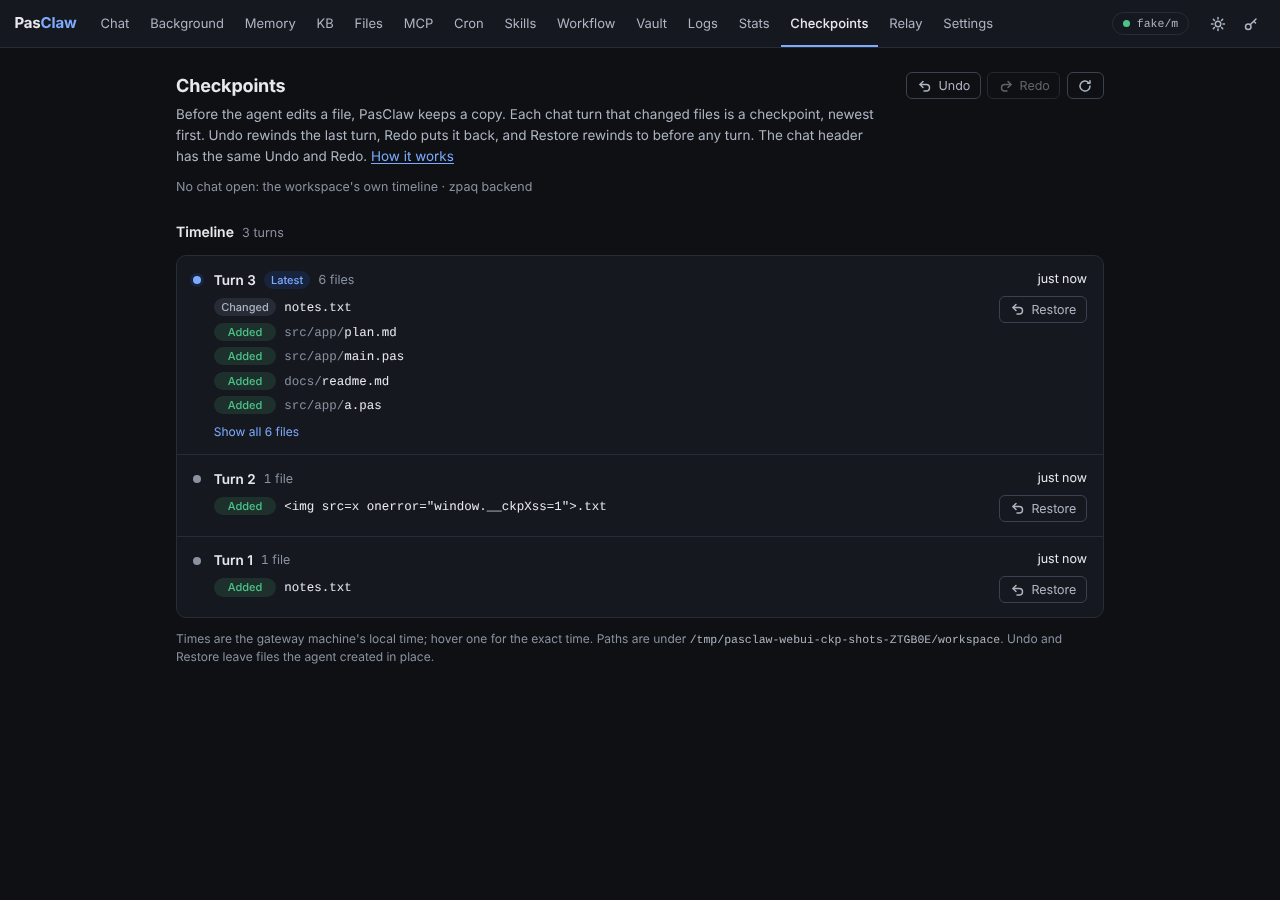 PasClaw Chat Background Memory KB Files MCP Cron Skills Workflow Vault Logs Stats Checkpoints Relay Settings fake/m
Checkpoints
Undo Redo
Before the agent edits a file, PasClaw keeps a copy. Each chat turn that changed files is a checkpoint, newest
first. Undo rewinds the last turn, Redo puts it back, and Restore rewinds to before any turn. The chat header
has the same Undo and Redo. How it works
No chat open: the workspace's own timeline · zpaq backend
Timeline 3 turns
Turn 3 Latest 6 files just now
Changed notes.txt Restore
Added src/app/plan.md
Added src/app/main.pas
Added docs/readme.md
Added src/app/a.pas
Show all 6 files
Turn 2 1 file just now
Added <img src=x onerror="window.__ckpXss=1">.txt Restore
Turn 1 1 file just now
Added notes.txt Restore
Times are the gateway machine's local time; hover one for the exact time. Paths are under /tmp/pasclaw-webui-ckp-shots-ZTGB0E/workspace. Undo and
Restore leave files the agent created in place.